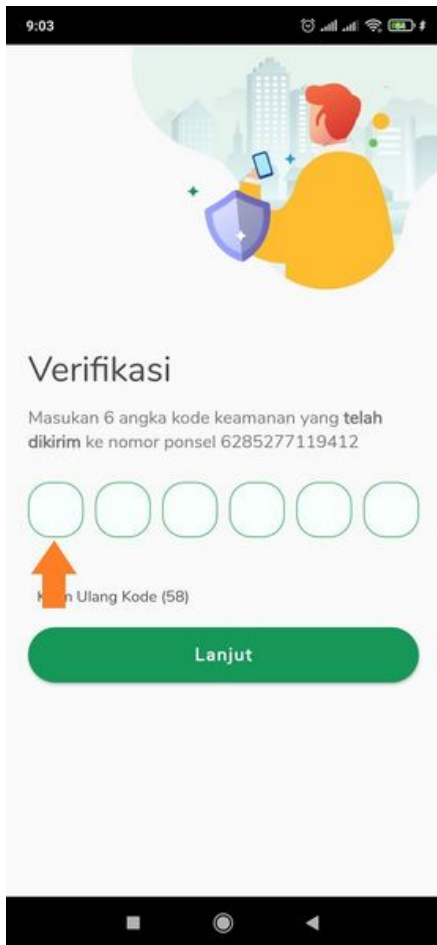 9:03
64
Verifikasi
Masukan 6 angka kode keamanan yang telah
dikirim ke nomor ponsel 6285277119412
Ulang Kode (58)
Lanjut